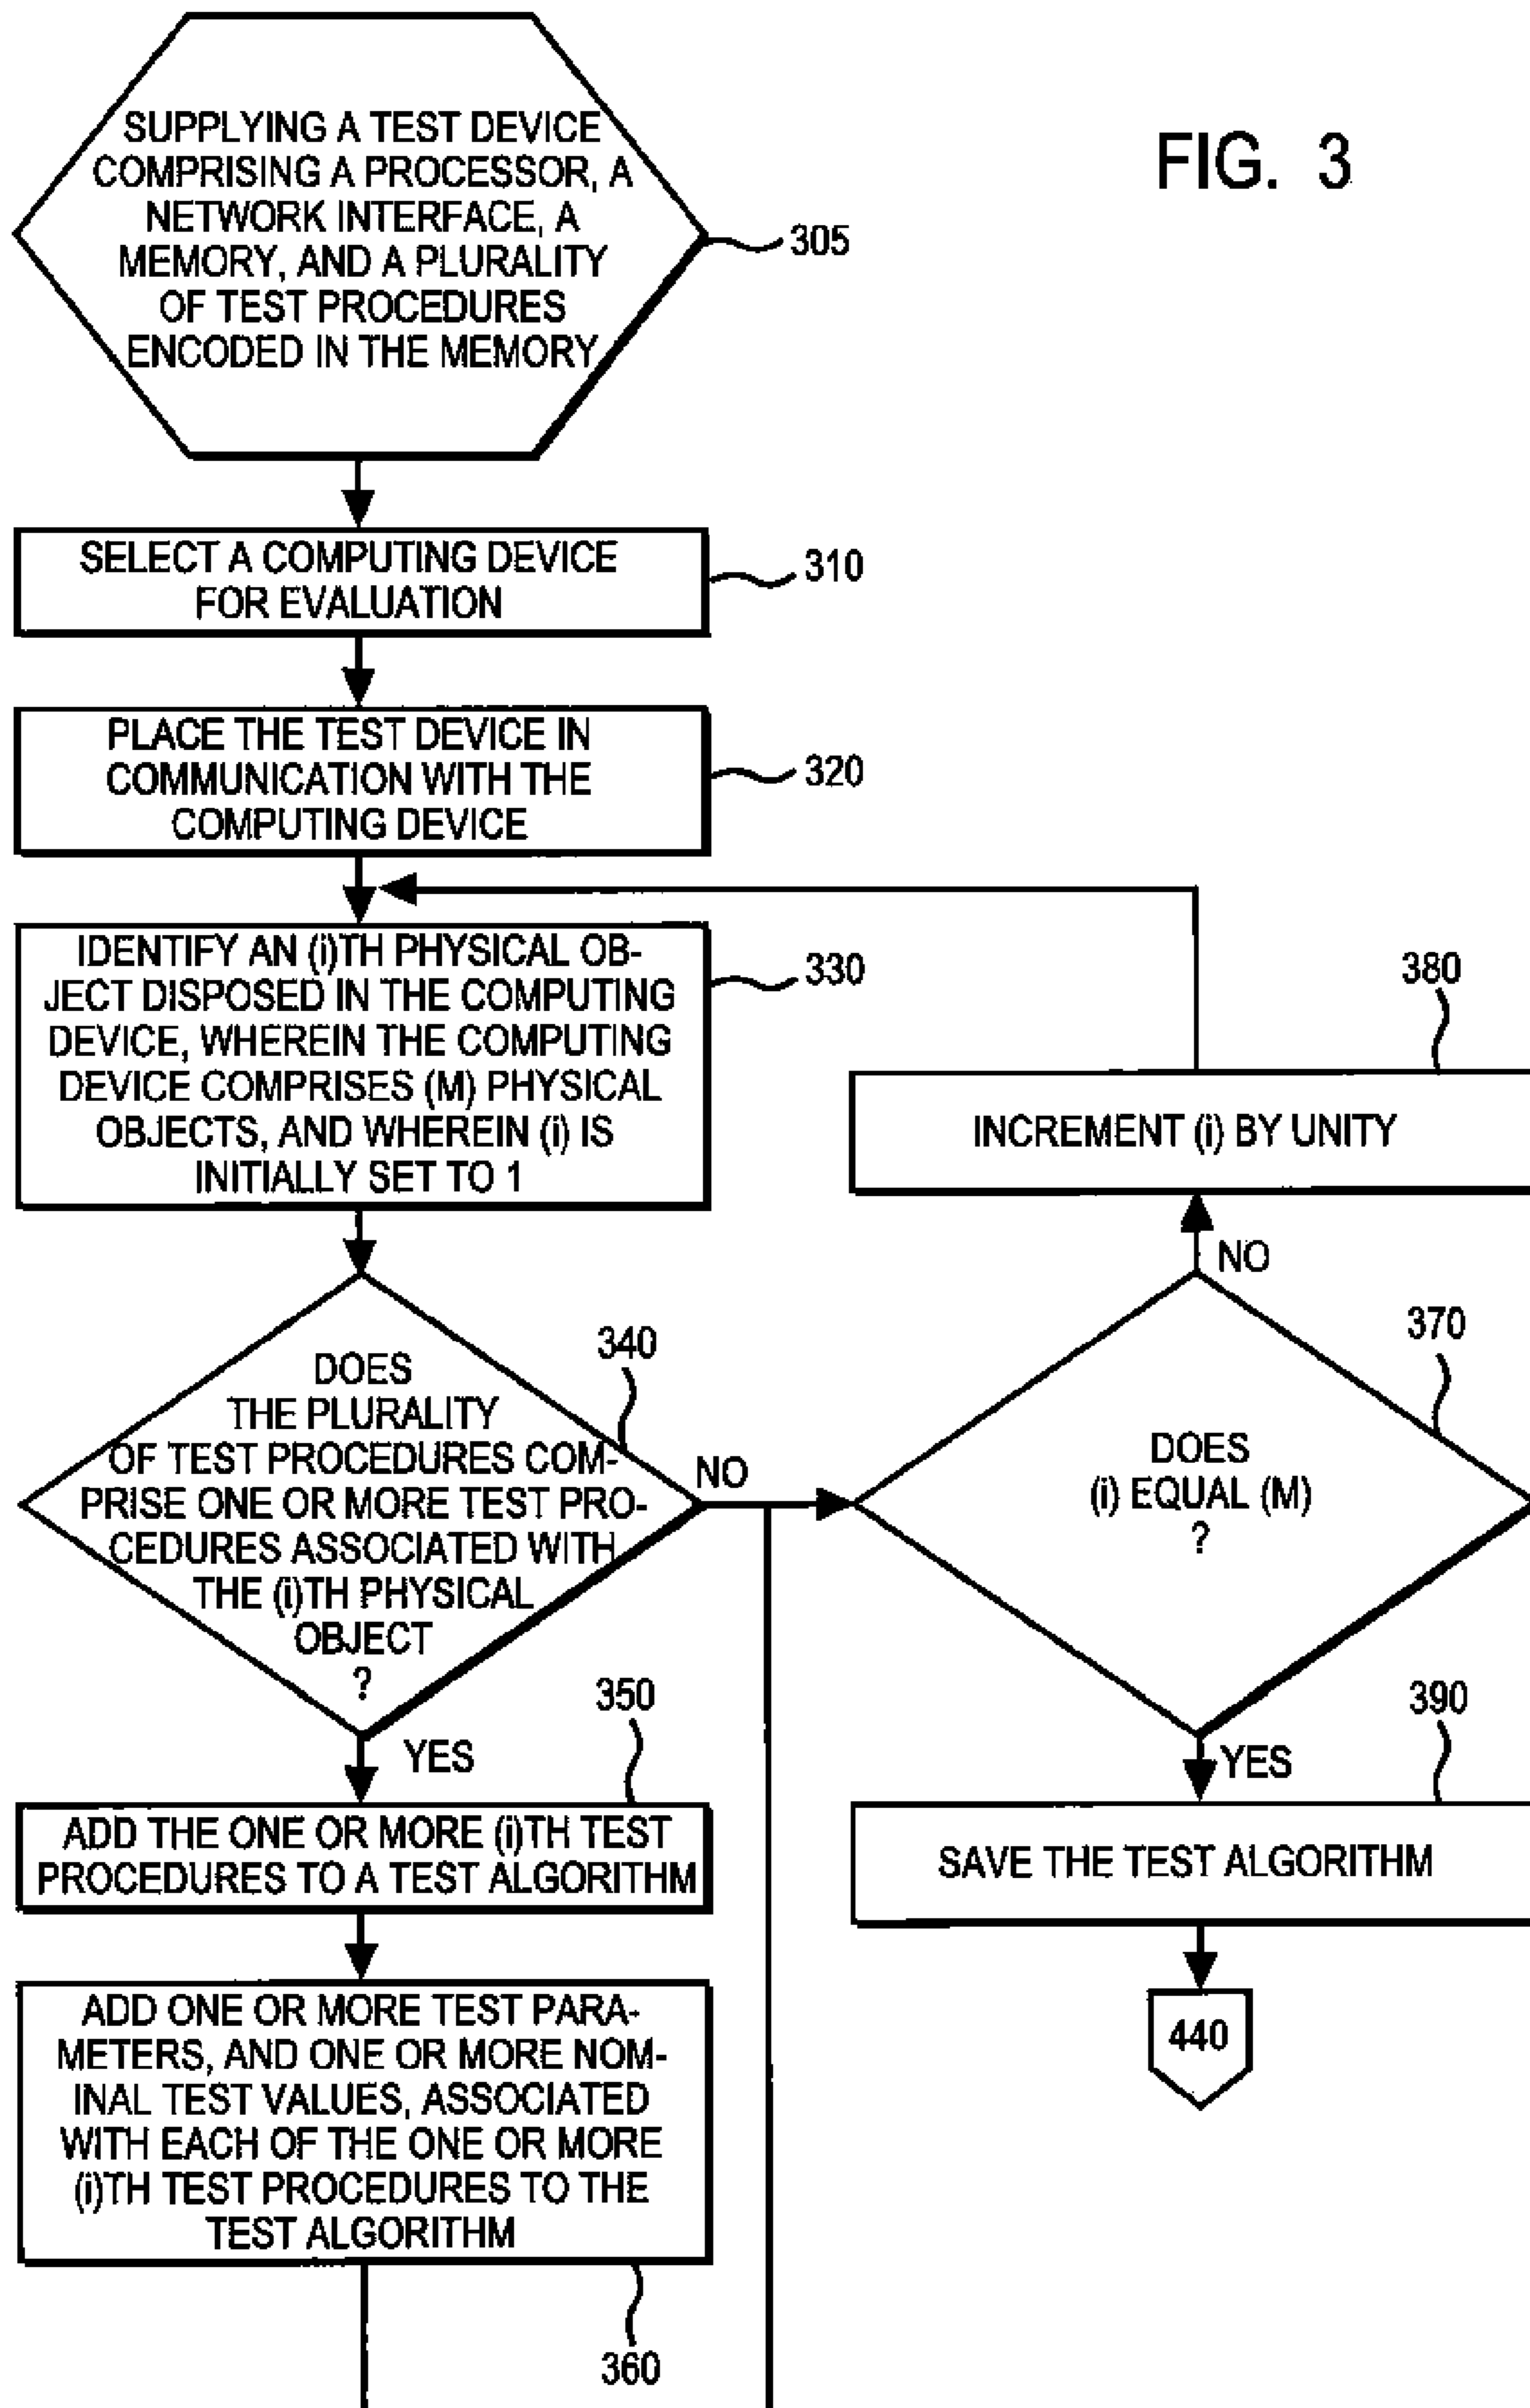 FIG. 3
SUPPLYING A TEST DEVICE
COMPRISING A PROCESSOR, A
NETWORK INTERFACE, A
MEMORY, AND A PLURALITY
OF TEST PROCEDURES
ENCODED IN THE MEMORY
305
SELECT A COMPUTING DEVICE
FOR EVALUATION
310
PLACE THE TEST DEVICE IN
COMMUNICATION WITH THE
COMPUTING DEVICE
320
IDENTIFY AN (i)TH PHYSICAL OB-
JECT DISPOSED IN THE COMPUTING
DEVICE, WHEREIN THE COMPUTING
DEVICE COMPRISES (M) PHYSICAL
OBJECTS, AND WHEREIN (i) IS
INITIALLY SET TO 1
330
380
INCREMENT (i) BY UNITY
NO
DOES
THE PLURALITY
OF TEST PROCEDURES COM-
PRISE ONE OR MORE TEST PRO-
CEDURES ASSOCIATED WITH
THE (i)TH PHYSICAL
OBJECT
?
340
NO
370
DOES
(i) EQUAL (M)
?
YES
350
ADD THE ONE OR MORE (i)TH TEST
PROCEDURES TO A TEST ALGORITHM
YES
390
SAVE THE TEST ALGORITHM
440
ADD ONE OR MORE TEST PARA-
METERS, AND ONE OR MORE NOM-
INAL TEST VALUES, ASSOCIATED
WITH EACH OF THE ONE OR MORE
(i)TH TEST PROCEDURES TO THE
TEST ALGORITHM
360